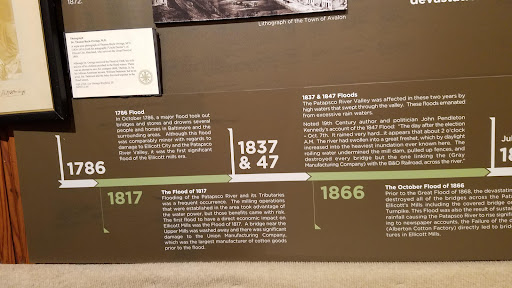 1872
Lithograph of the Town of Avalon
devasta
1786 Flood
In October 1786, a major flood took out
bridges and stores and drowned several
people and horses in Baltimore and the
surrounding areas. Although this flood
was comparably minor with regards to
damage to Ellicott City and the Patapsco
River Valley, it was the first significant
flood of the Ellicott mills era.
1786
1817
The Flood of 1817
Flooding of the Patapsco River and its Tributaries
was a frequent occurrence. The milling operations
that were established in the area took advantage of
the water power, but those benefits came with risk.
The first flood to have a direct economic impact on
Ellicott Mills was the Flood of 1817. A bridge near the
Upper Mills was washed away and there was significant
damage to the Union Manufacturing Company,
which was the largest manufacturer of cotton goods
prior to the flood.
1837
& 47
1837 & 1847 Floods
The Patapsco River Valley was affected in these two years by
high waters that swept through the valley. These floods emanated
from excessive rain waters.
Noted 19th Century author and politician John Pendleton
Kennedy's account of the 1847 Flood: "The day after the election
- Oct. 7th. It rained very hard.. it appears that about 2 o'clock
A.M. The river had swollen into a great freshet, which by daylight
increased into the heaviest inundation ever known here. The
roiling water undermined the mill dam, pulled up fences, and
destroyed every bridge but the one linking the (Gray
Manufacturing Company) with the B&O Railroad, across the river."
1866
The October Flood of 1866
Prior to the Great Flood of 1868, the devastating
destroyed all of the bridges across the Patapsco
Ellicott's Mills including the covered bridge on
Turnpike. This Flood was also the result of sustain
rainfall causing the Patapsco River to rise signific
ing to newspaper accounts, the Failure of the d
(Alberton Cotton Factory) directly led to bridg
tures in Ellicott Mills.
Jul
1